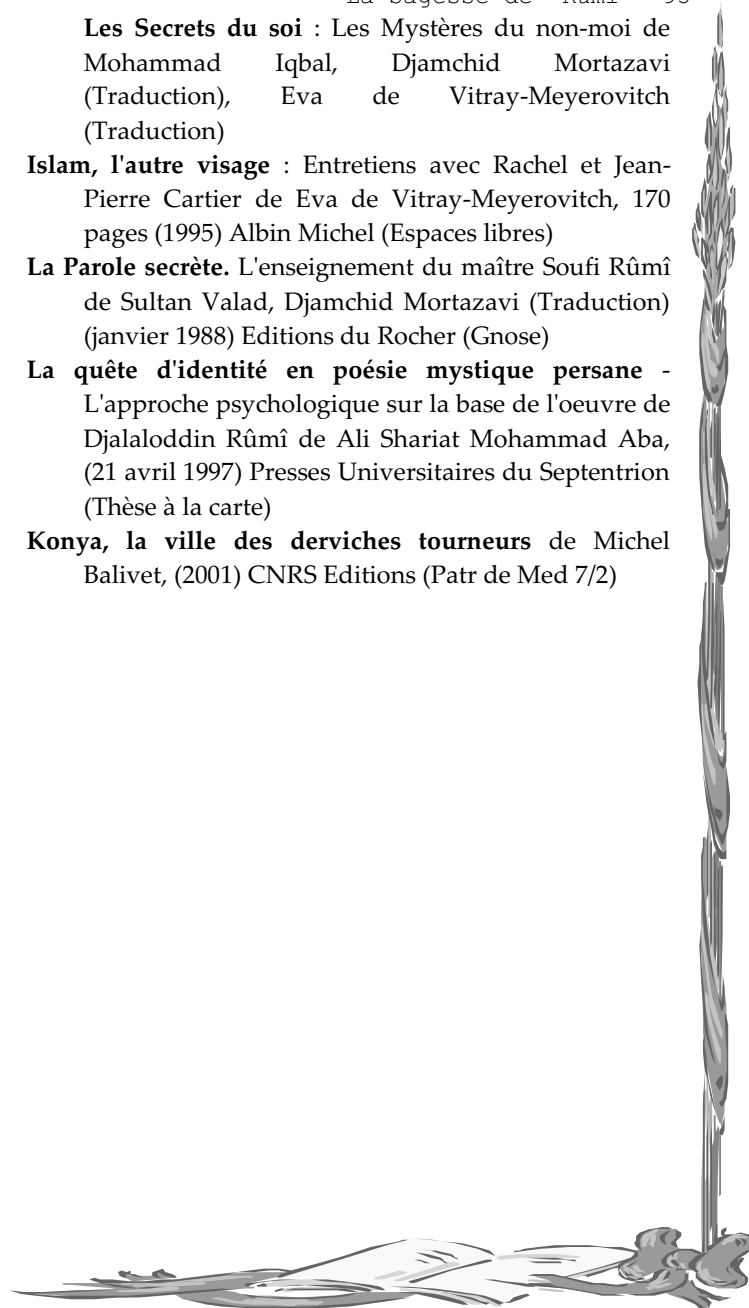 La sagesse de Rûmî
Les Secrets du soi : Les Mystères du non-moi de
Mohammad Iqbal, Djamchid Mortazavi
(Traduction), Eva de Vitray-Meyerovitch
(Traduction)
Islam, l'autre visage : Entretiens avec Rachel et Jean-
Pierre Cartier de Eva de Vitray-Meyerovitch, 170
pages (1995) Albin Michel (Espaces libres)
La Parole secrète. L'enseignement du maître Soufi Rûmî
de Sultan Valad, Djamchid Mortazavi (Traduction)
(janvier 1988) Editions du Rocher (Gnose)
La quête d'identité en poésie mystique persane -
L'approche psychologique sur la base de l'oeuvre de
Djalaloddin Rûmî de Ali Shariat Mohammad Aba,
(21 avril 1997) Presses Universitaires du Septentrion
(Thèse à la carte)
Konya, la ville des derviches tourneurs de Michel
Balivet, (2001) CNRS Editions (Patr de Med 7/2)